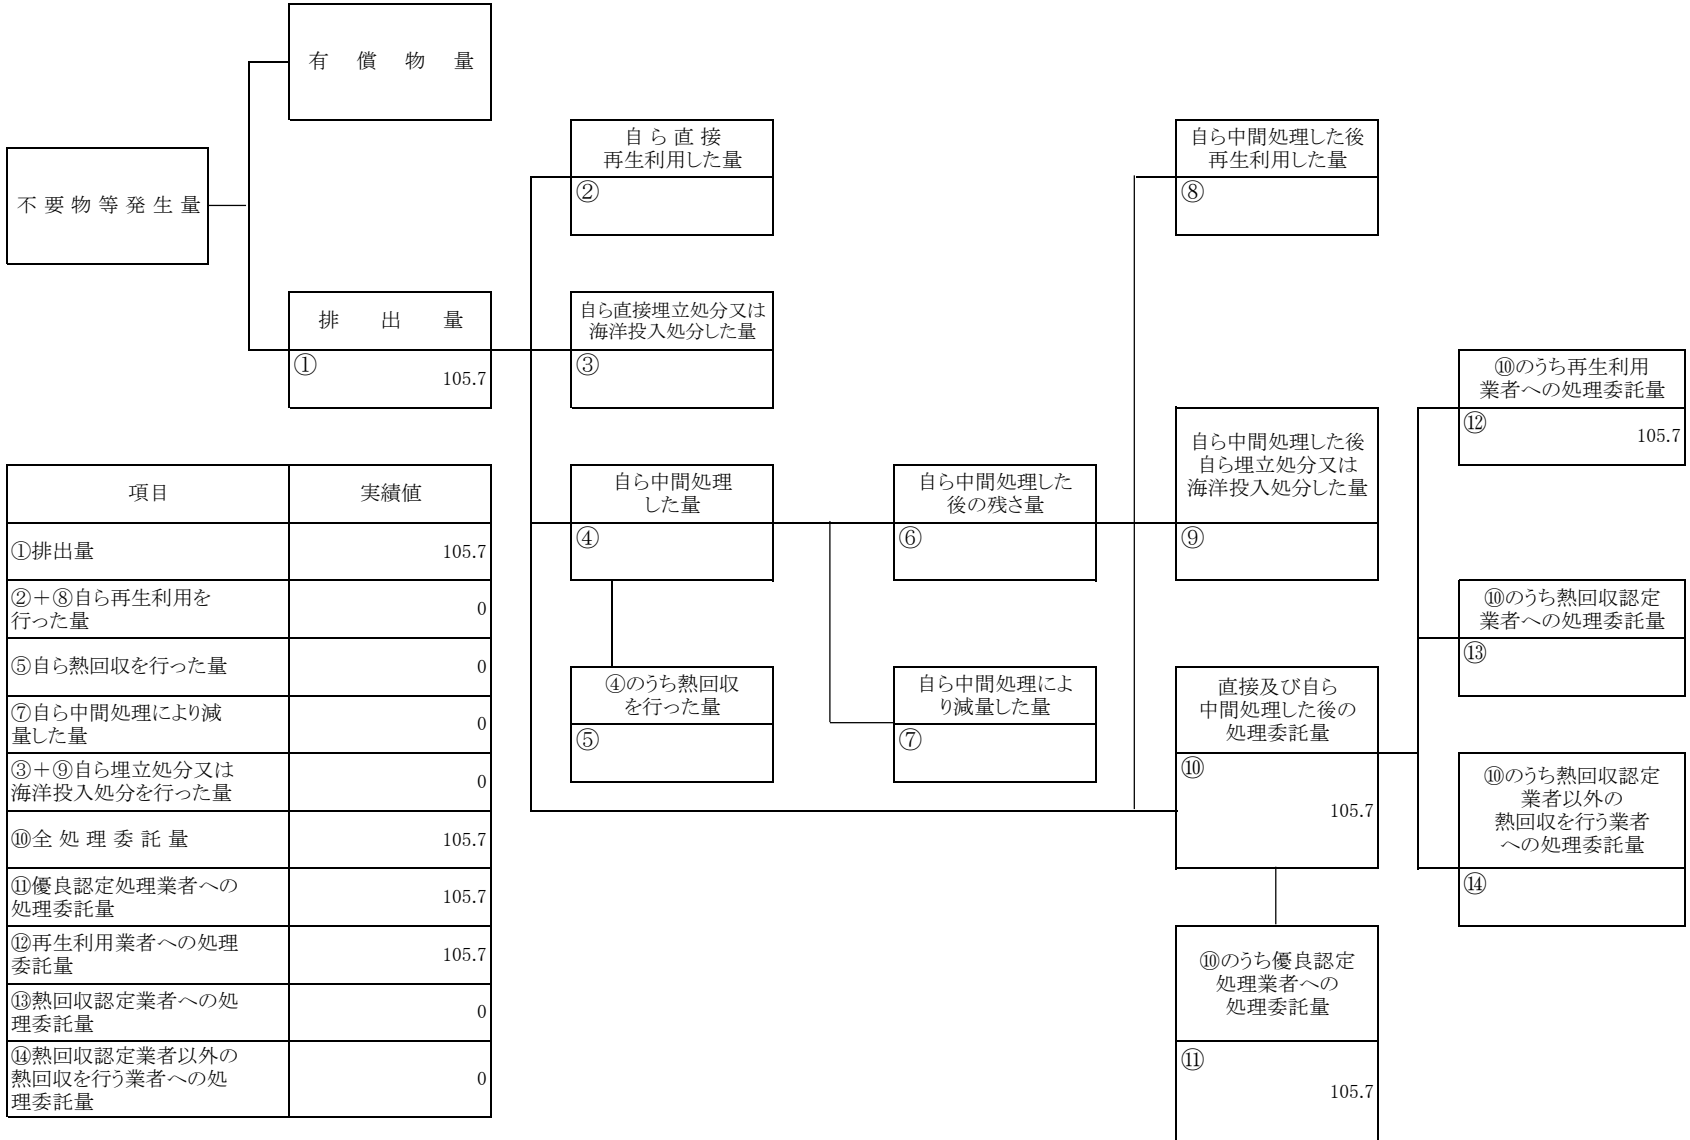 有償物量
不要物等発生量
排出量
①
105.7
自ら直接
再生利用した量
②
自ら直接埋立処分又は
海洋投入処分した量
③
自ら中間処理
した量
④
④のうち熱回収
を行った量
⑤
自ら中間処理した
後の残さ量
⑥
自ら中間処理によ
り減量した量
⑦
自ら中間処理した後
再生利用した量
⑧
自ら中間処理した後
自ら埋立処分又は
海洋投入処分した量
⑨
直接及び自ら
中間処理した後の
処理委託量
⑩
105.7
⑩のうち優良認定
処理業者への
処理委託量
⑪
105.7
⑩のうち再生利用
業者への処理委託量
⑫
105.7
⑩のうち熱回収認定
業者への処理委託量
⑬
⑩のうち熱回収認定
業者以外の
熱回収を行う業者
への処理委託量
⑭
項目 実績値
①排出量 105.7
②+⑧自ら再生利用を
行った量 0
⑤自ら熱回収を行った量 0
⑦自ら中間処理により減
量した量 0
③+⑨自ら埋立処分又は
海洋投入処分を行った量 0
⑩全処理委託量 105.7
⑪優良認定処理業者への
処理委託量 105.7
⑫再生利用業者への処理
委託量 105.7
⑬熱回収認定業者への処
理委託量 0
⑭熱回収認定業者以外の
熱回収を行う業者への処
理委託量 0